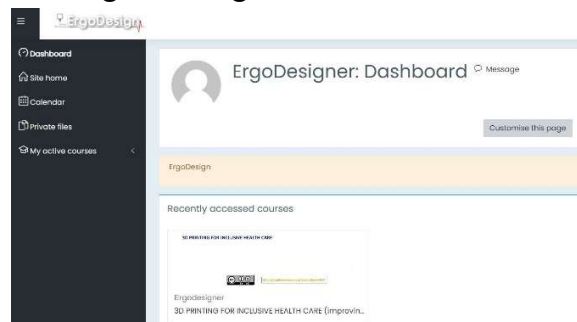 ErgoDesign
Dashboard
Site home
Calendar
Private files
My active courses
ErgoDesigner: Dashboard
Message
Customise this page
ErgoDesign
Recently accessed courses
3D PRINTING FOR INCLUSIVE HEALTH CARE
Ergodesigner
3D PRINTING FOR INCLUSIVE HEALTH CARE (improvin...